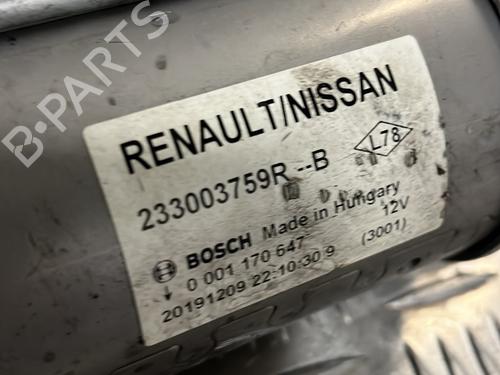 RENAULT/NISSAN
233003759R --B
L78
BOSCH Made in Hungary
0 001 170 647 12V
20191209 22:10:30 9 (3001)